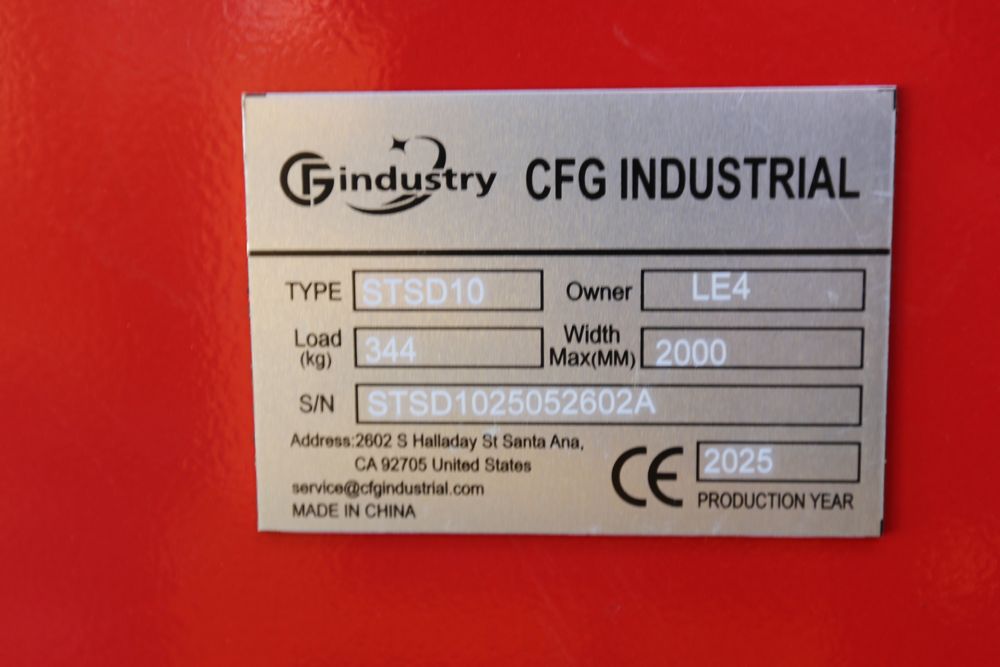 CFindustry CFG INDUSTRIAL
TYPE STSD10 Owner LE4
Load (kg) 344 Width Max(MM) 2000
S/N STSD1025052602A
Address:2602 S Halladay St Santa Ana,
CA 92705 United States
service@cfgindustrial.com
MADE IN CHINA
CE 2025
PRODUCTION YEAR